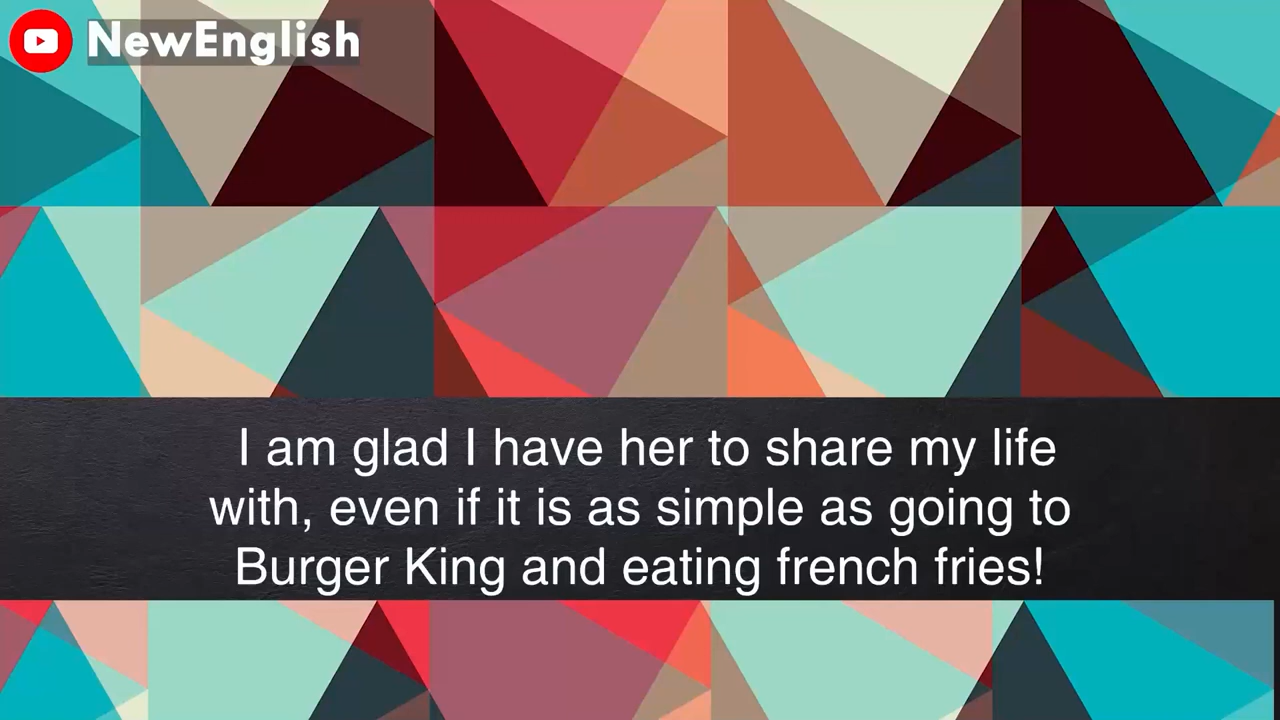 NewEnglish
I am glad I have her to share my life
with, even if it is as simple as going to
Burger King and eating french fries!